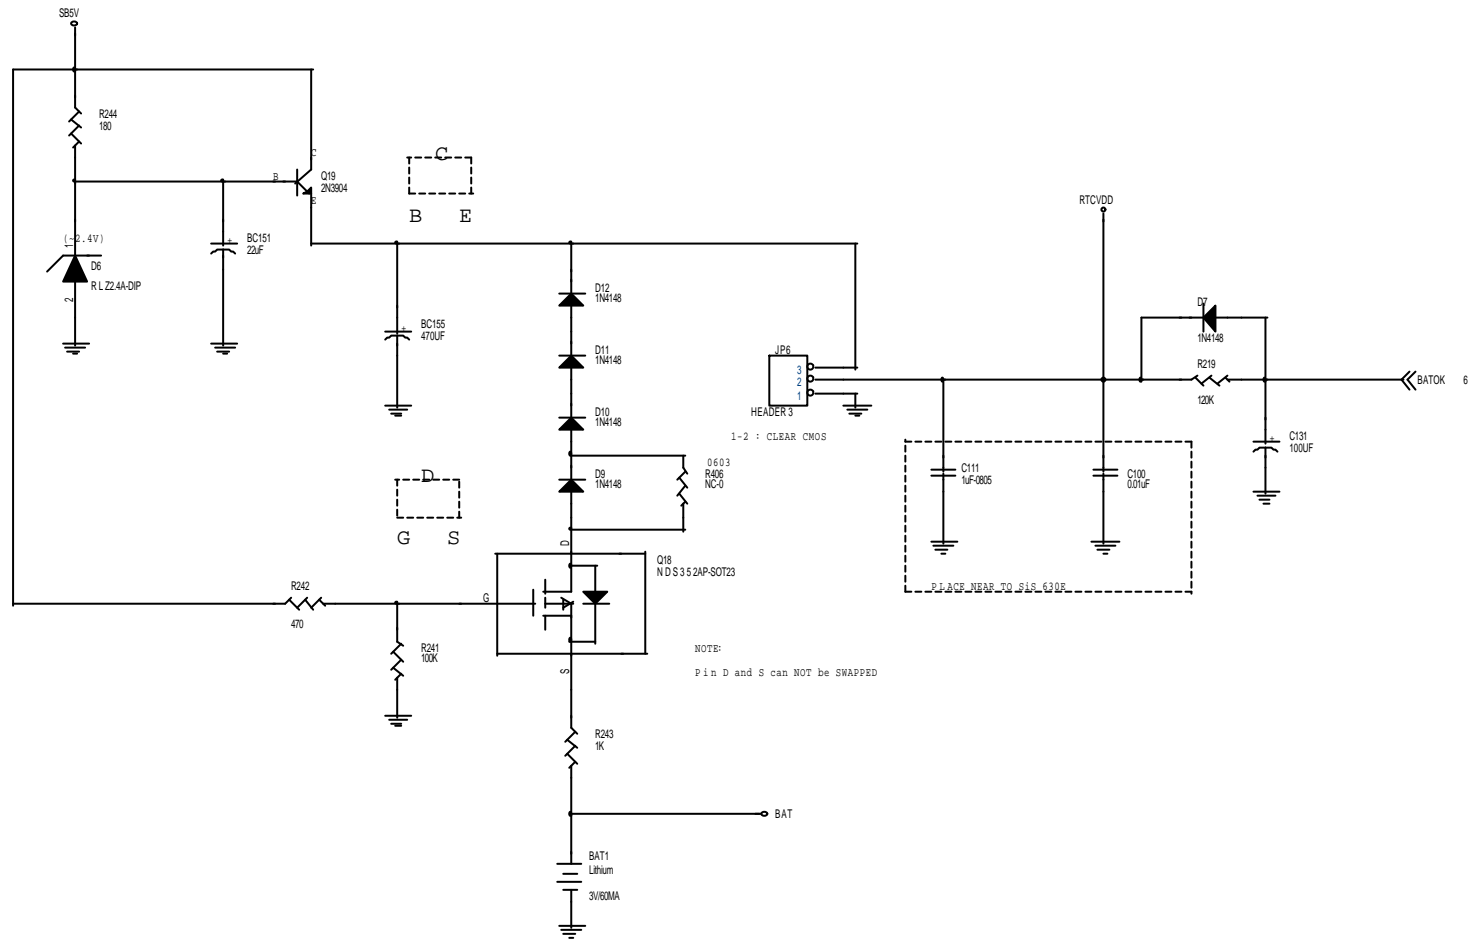 SB5V
R244
180
C
B
Q19
2N3904
E
C
B E
RTCVDD
(~2.4V)
1
D6
R L Z2.4A-DIP
2
BC151
22uF
D12
1N4148
BC155
470UF
D11
1N4148
D7
1N4148
JP6
3
2
1
HEADER 3
R219
120K
BATOK 6
D10
1N4148
1-2 : CLEAR CMOS
C131
100UF
D9
1N4148
0603
R406
NC-0
C111
1uF-0805
C100
0.01uF
D
G S
D
Q18
N D S 3 5 2AP-SOT23
PLACE NEAR TO SiS 630E
R242
470
G
R241
100K
S
NOTE:
Pin D and S can NOT be SWAPPED
R243
1K
BAT
BAT1
Lithium
3V/60MA